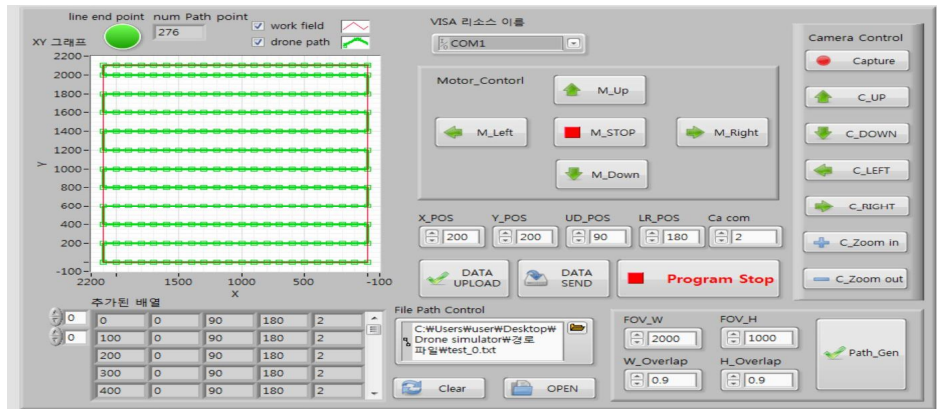 line end point
num Path point
276
work field
drone path
XY 그래프
2200
2000
1800
1600
1400
1200
1000
800
600
400
200
-100
Y
2200
1500
1000
500
-100
X
VISA 리소스 이름
COM1
Motor_Contorl
M_Up
M_Left
M_STOP
M_Right
M_Down
X_POS
Y_POS
UD_POS
LR_POS
Ca com
200
200
90
180
2
DATA UPLOAD
DATA SEND
Program Stop
Camera Control
Capture
C_UP
C_DOWN
C_LEFT
C_RIGHT
C_Zoom in
C_Zoom out
추가된 배열
0
0
0 0 90 180 2
100 0 90 180 2
200 0 90 180 2
300 0 90 180 2
400 0 90 180 2
File Path Control
C:₩Users₩user₩Desktop₩
Drone simulator₩경로
파일₩test_0.txt
Clear
OPEN
FOV_W
FOV_H
2000
1000
W_Overlap
H_Overlap
0.9
0.9
Path_Gen